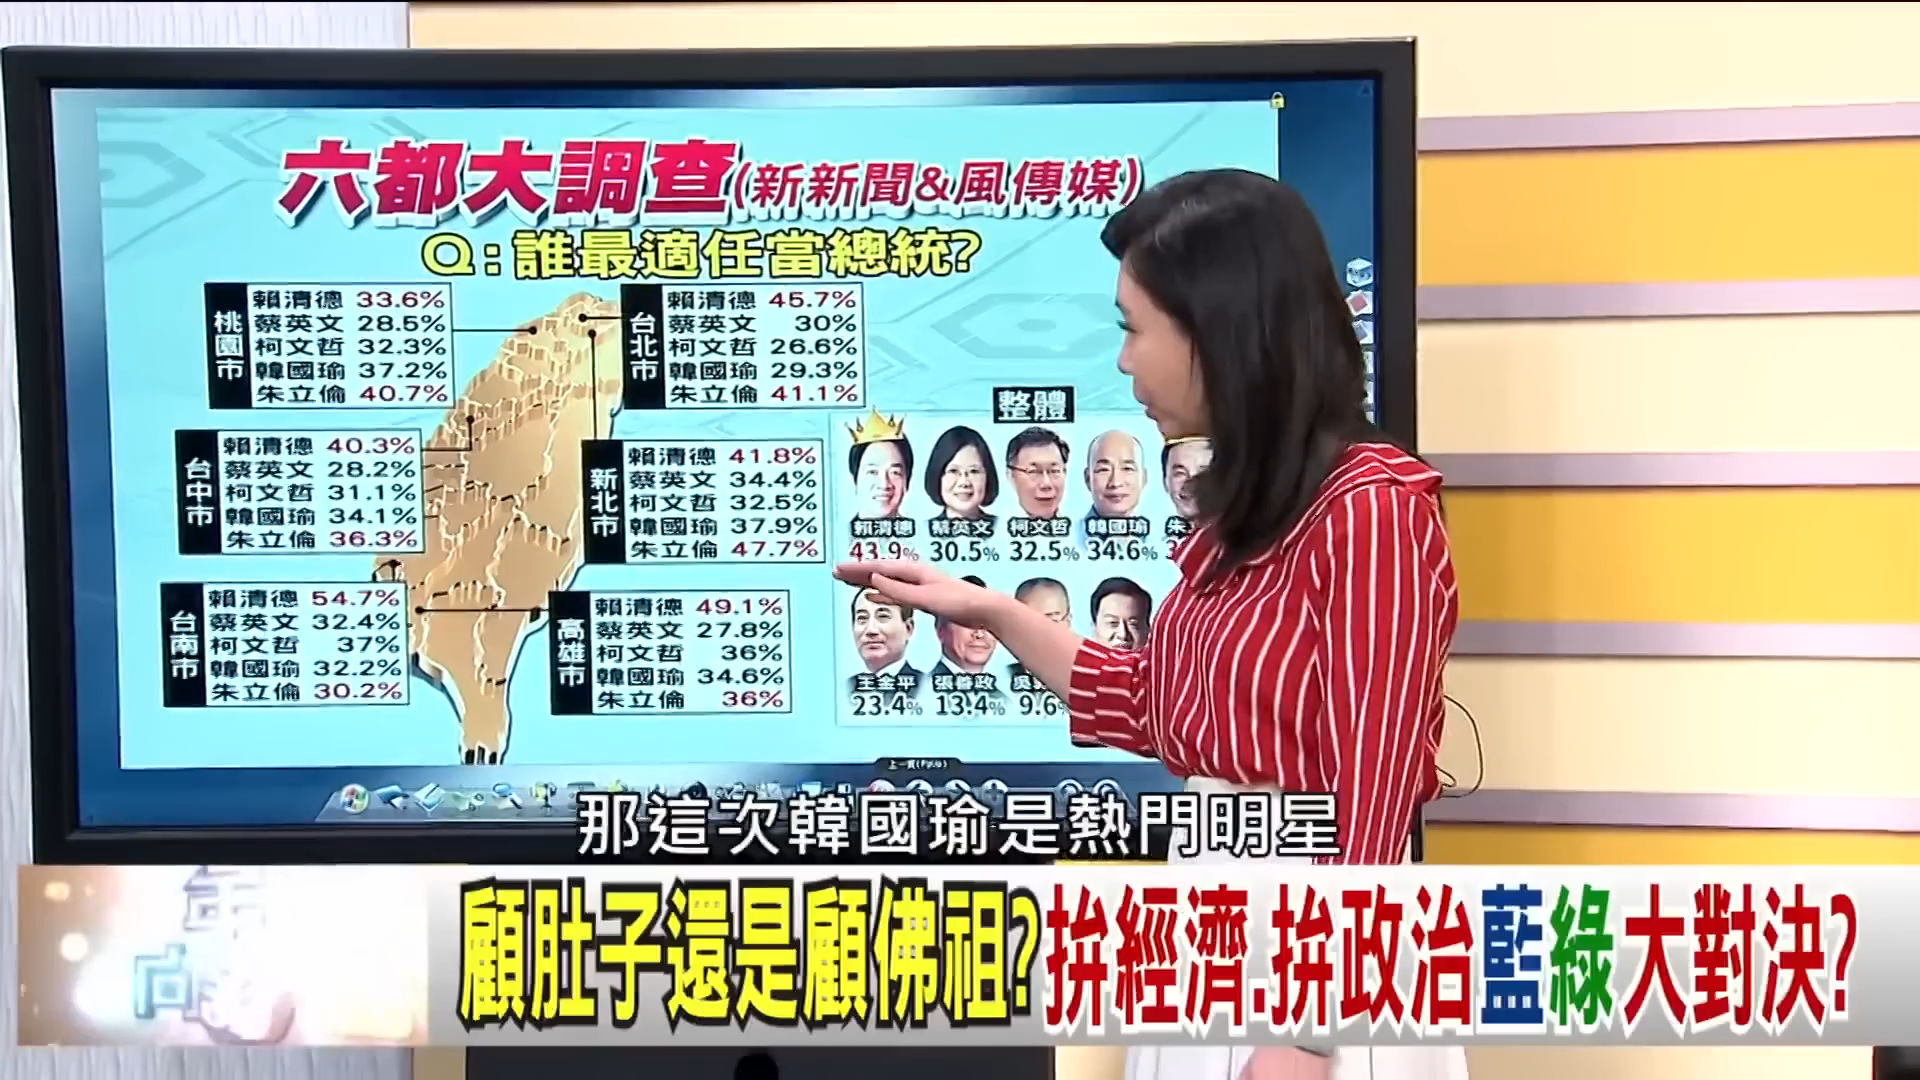 六都大調查(新新聞&風傳媒)
Q:誰最適任當總統?
桃園市
賴清德 33.6%
蔡英文 28.5%
柯文哲 32.3%
韓國瑜 37.2%
朱立倫 40.7%
台北市
賴清德 45.7%
蔡英文 30%
柯文哲 26.6%
韓國瑜 29.3%
朱立倫 41.1%
台中市
賴清德 40.3%
蔡英文 28.2%
柯文哲 31.1%
韓國瑜 34.1%
朱立倫 36.3%
新北市
賴清德 41.8%
蔡英文 34.4%
柯文哲 32.5%
韓國瑜 37.9%
朱立倫 47.7%
台南市
賴清德 54.7%
蔡英文 32.4%
柯文哲 37%
韓國瑜 32.2%
朱立倫 30.2%
高雄市
賴清德 49.1%
蔡英文 27.8%
柯文哲 36%
韓國瑜 34.6%
朱立倫 36%
整體
賴清德 蔡英文 柯文哲 韓國瑜 朱
43.9% 30.5% 32.5% 34.6% 3
王金平 張善政 吳
23.4% 13.4% 9.6%
上一頁(PgUp)
那這次韓國瑜是熱門明星
顧肚子還是顧佛祖?拚經濟.拚政治藍綠大對決?